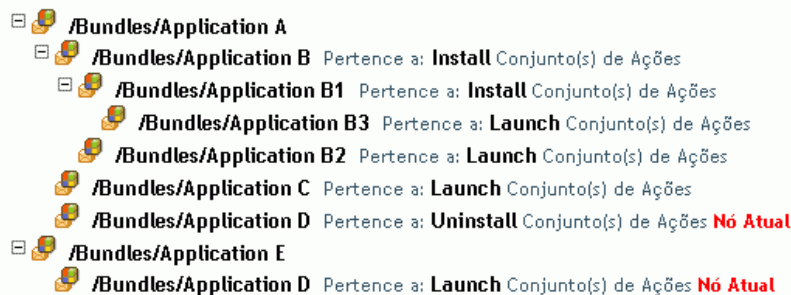 /Bundles/Application A
/Bundles/Application B Pertence a: Install Conjunto(s) de Ações
/Bundles/Application B1 Pertence a: Install Conjunto(s) de Ações
/Bundles/Application B3 Pertence a: Launch Conjunto(s) de Ações
/Bundles/Application B2 Pertence a: Launch Conjunto(s) de Ações
/Bundles/Application C Pertence a: Launch Conjunto(s) de Ações
/Bundles/Application D Pertence a: Uninstall Conjunto(s) de Ações Nó Atual
/Bundles/Application E
/Bundles/Application D Pertence a: Launch Conjunto(s) de Ações Nó Atual